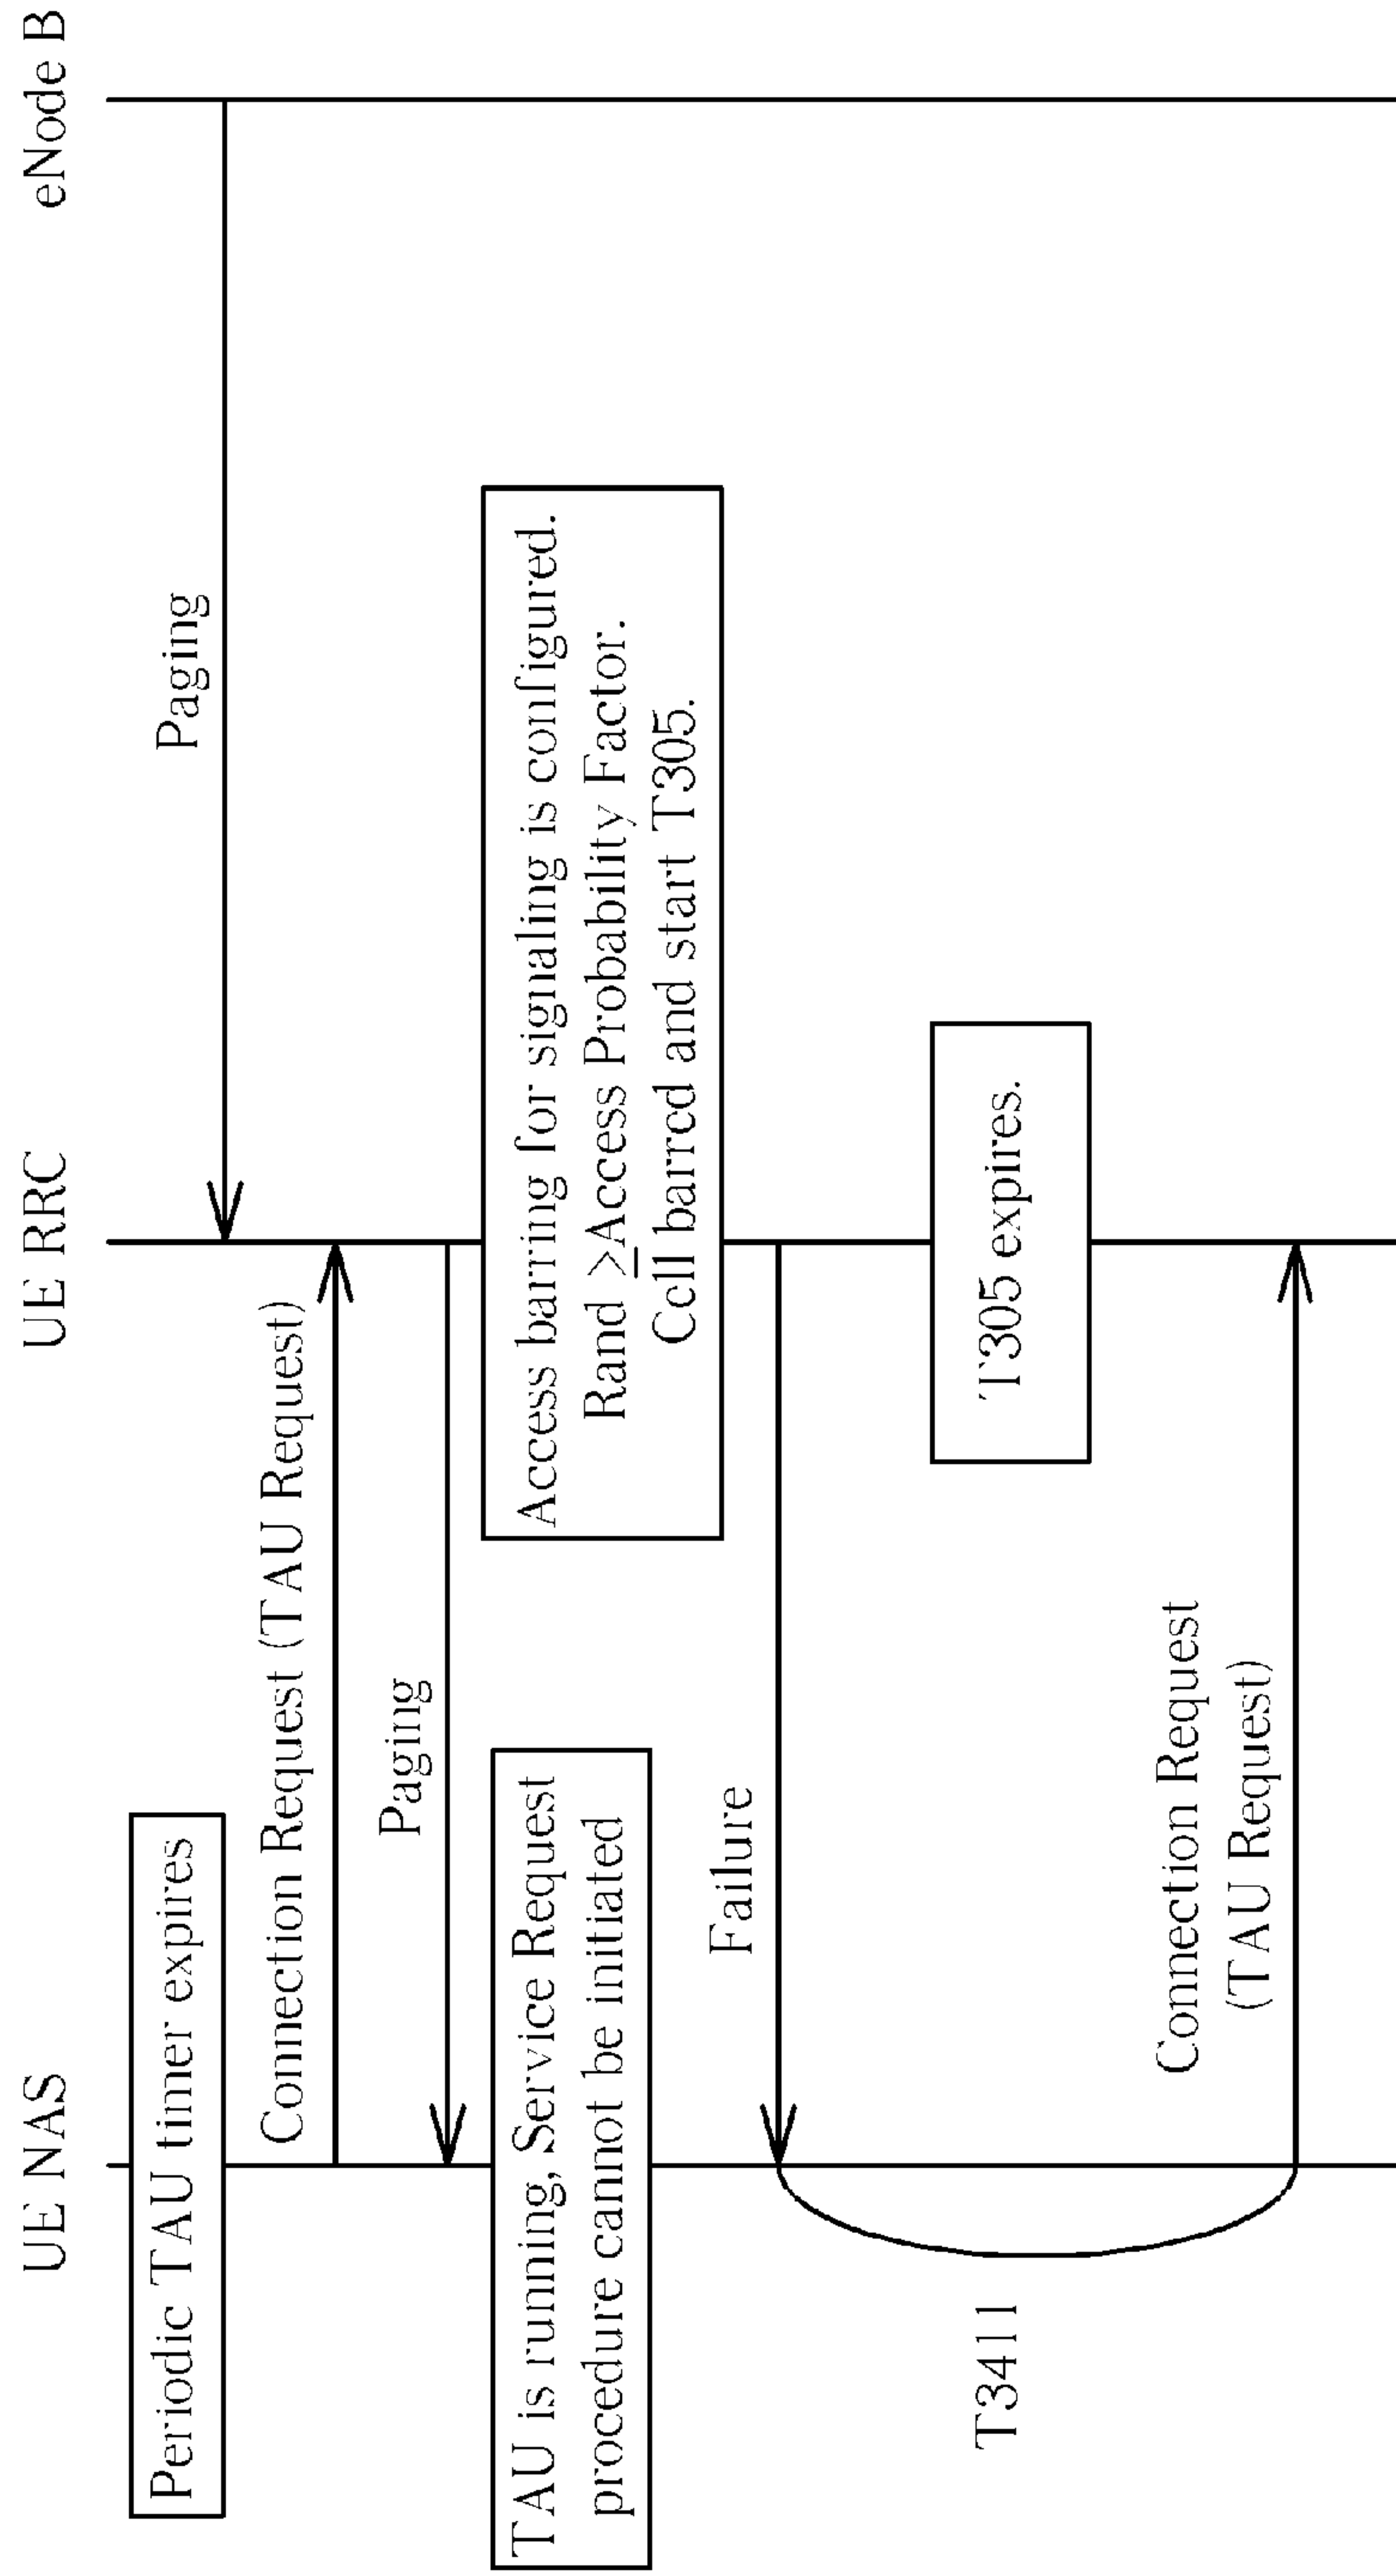 UE NAS
UE RRC
eNode B
Periodic TAU timer expires
Paging
Connection Request (TAU Request)
Paging
TAU is running, Service Request
procedure cannot be initiated
Access barring for signaling is configured.
Rand ≥Access Probability Factor.
Cell barred and start T305.
Failure
T3411
T305 expires.
Connection Request
(TAU Request)